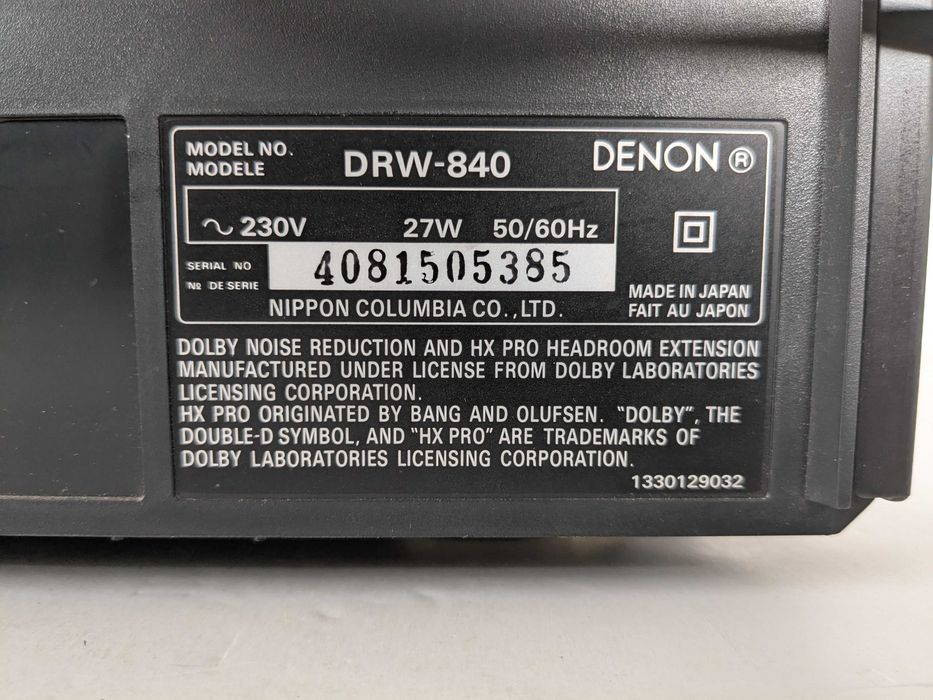 MODEL NO.
MODELE
DRW-840
DENON ®
~ 230V 27W 50/60Hz
SERIAL NO
№ DE SERIE
4081505385
NIPPON COLUMBIA CO.,LTD.
MADE IN JAPAN
FAIT AU JAPON
DOLBY NOISE REDUCTION AND HX PRO HEADROOM EXTENSION
MANUFACTURED UNDER LICENSE FROM DOLBY LABORATORIES
LICENSING CORPORATION.
HX PRO ORIGINATED BY BANG AND OLUFSEN. “DOLBY”, THE
DOUBLE-D SYMBOL, AND “HX PRO” ARE TRADEMARKS OF
DOLBY LABORATORIES LICENSING CORPORATION.
1330129032